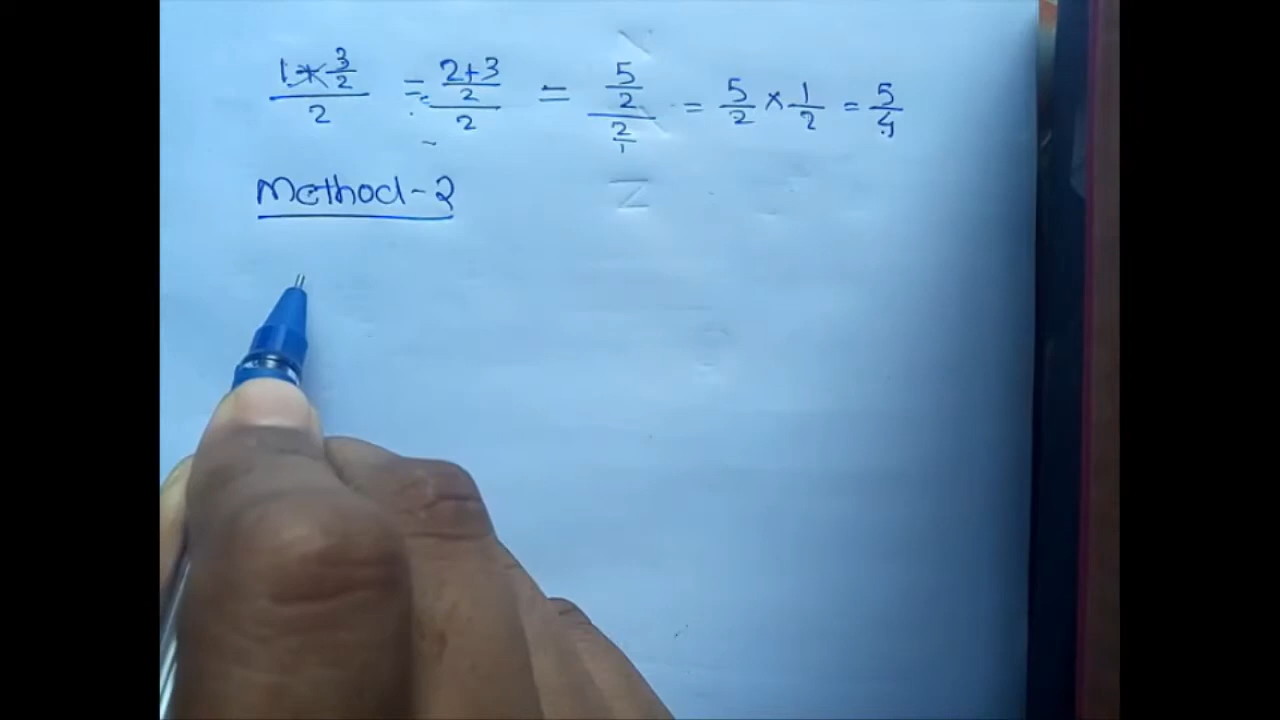 (1+3/2)/2 = ((2+3)/2)/2 = (5/2)/(2/1) = 5/2 × 1/2 = 5/4
Method-2